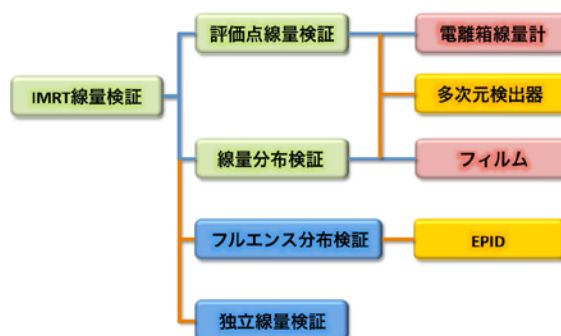 評価点線量検証
電離箱線量計
IMRT線量検証
多次元検出器
線量分布検証
フィルム
フルエンス分布検証
EPID
独立線量検証